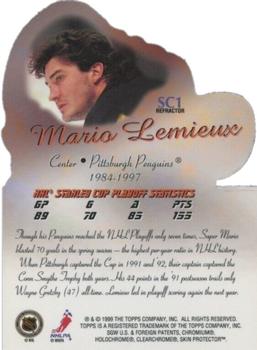 SC1
REFRACTOR
Mario Lemieux
Center • Pittsburgh Penguins®
1984-1997
NHL® STANLEY CUP PLAYOFF STATISTICS
GP G A PTS
89 70 85 155
Though his Penguins reached the NHL Playoffs only seven times, Super Mario
blasted 70 goals in the spring season — the highest per-game ratio in NHL history.
When Pittsburgh captured the Cup in 1991 and 92, their captain captured the
Conn Smythe Trophy both years. His 44 points in the 91 postseason trails only
Wayne Gretzky (47) all time. Lemieux led in playoff scoring again the next year.
® & © 1999 THE TOPPS COMPANY, INC. ALL RIGHTS RESERVED.
TOPPS IS A REGISTERED TRADEMARK OF THE TOPPS COMPANY, INC.
SGW U.S. & FOREIGN PATENTS, CHROMIUM®,
HOLOCHROME®, CLEARCHROME®, SKIN PROTECTOR™.
NHL
NHLPA